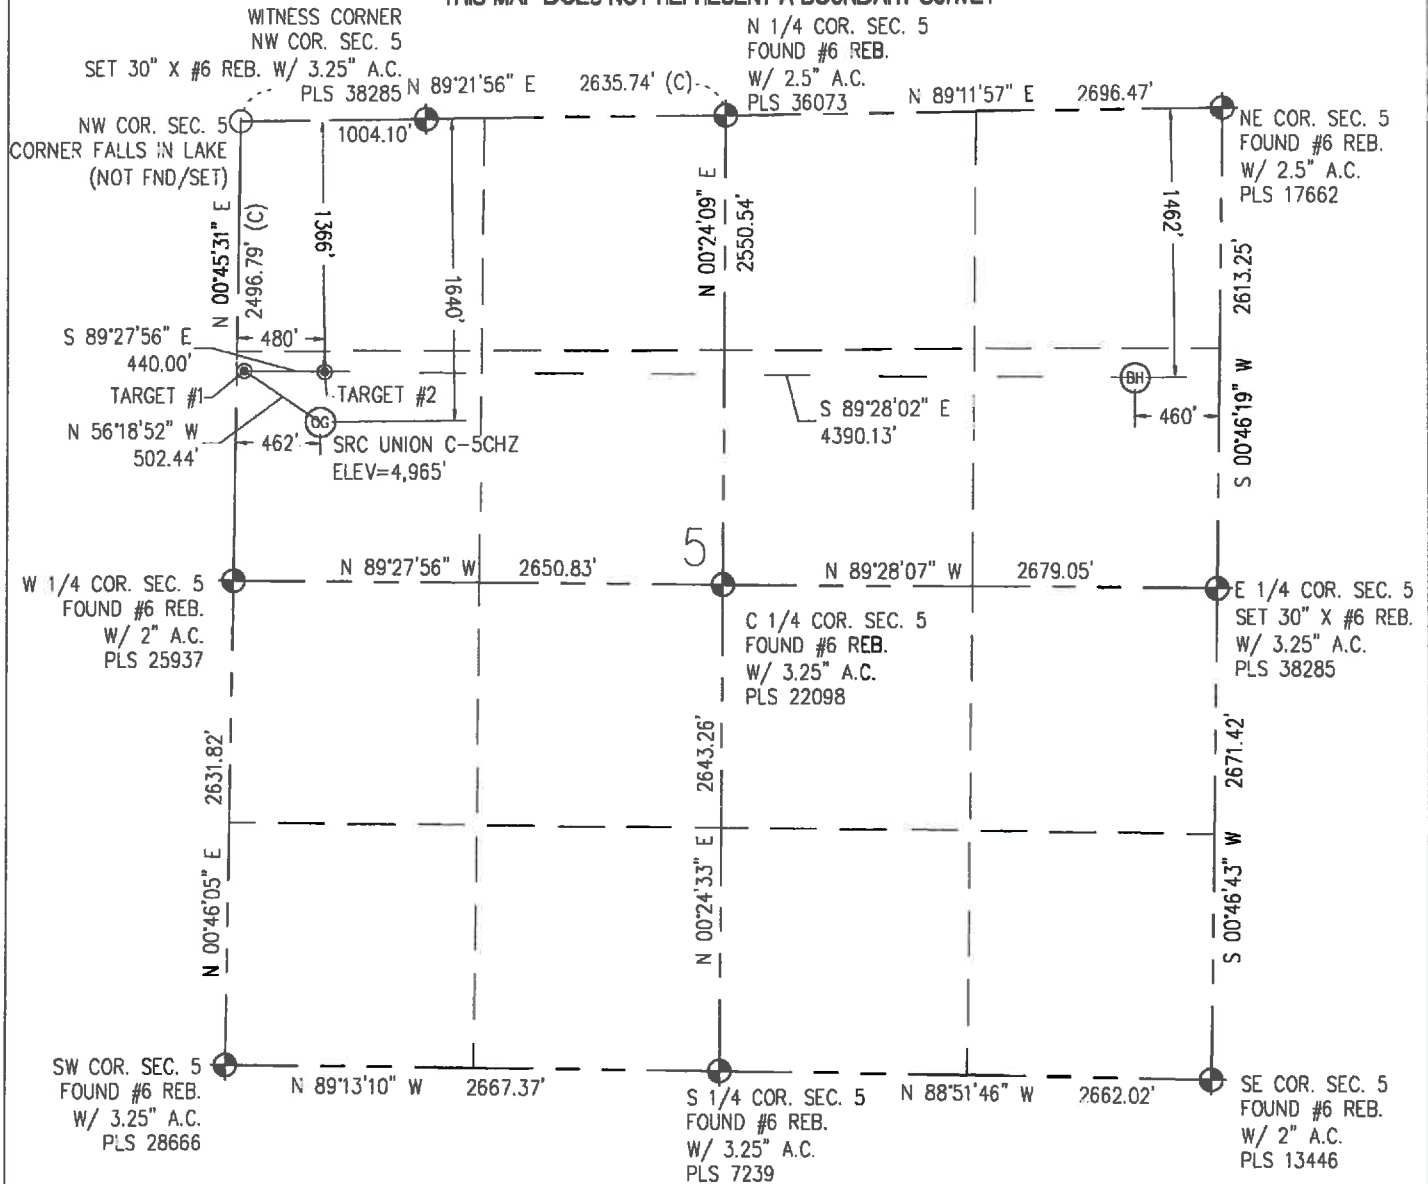 THIS MAP DOES NOT REPRESENT A BOUNDARY SURVEY
WITNESS CORNER
NW COR. SEC. 5
SET 30" X #6 REB. W/ 3.25" A.C.
PLS 38285
N 89°21'56" E
2635.74' (C)
N 1/4 COR. SEC. 5
FOUND #6 REB.
W/ 2.5" A.C.
PLS 36073
N 89°11'57" E
2696.47'
NE COR. SEC. 5
FOUND #6 REB.
W/ 2.5" A.C.
PLS 17662
NW COR. SEC. 5
CORNER FALLS IN LAKE
(NOT FND/SET)
1004.10'
N 00°45'31" E
2496.79' (C)
1366'
1640'
N 00°24'09" E
2550.54'
1462'
2613.25'
S 00°46'19" W
S 89°27'56" E
440.00'
480'
TARGET #1
TARGET #2
N 56°18'52" W
502.44'
462'
OG
SRC UNION C-5CHZ
ELEV=4,965'
S 89°28'02" E
4390.13'
BH
460'
5
W 1/4 COR. SEC. 5
FOUND #6 REB.
W/ 2" A.C.
PLS 25937
N 89°27'56" W
2650.83'
C 1/4 COR. SEC. 5
FOUND #6 REB.
W/ 3.25" A.C.
PLS 22098
N 89°28'07" W
2679.05'
E 1/4 COR. SEC. 5
SET 30" X #6 REB.
W/ 3.25" A.C.
PLS 38285
2631.82'
N 00°46'05" E
2643.26'
N 00°24'33" E
2671.42'
S 00°46'43" W
SW COR. SEC. 5
FOUND #6 REB.
W/ 3.25" A.C.
PLS 28666
N 89°13'10" W
2667.37'
S 1/4 COR. SEC. 5
FOUND #6 REB.
W/ 3.25" A.C.
PLS 7239
N 88°51'46" W
2662.02'
SE COR. SEC. 5
FOUND #6 REB.
W/ 2" A.C.
PLS 13446